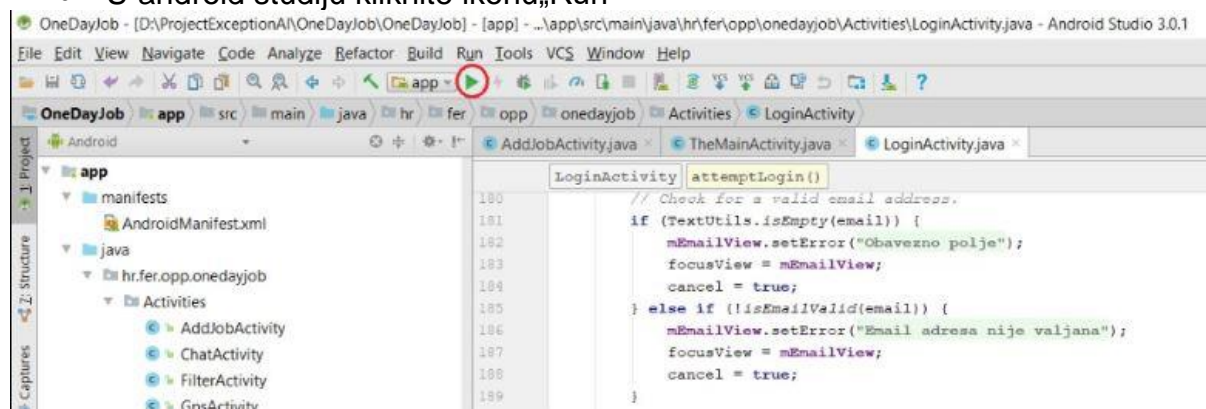 U android studiju kliknite ikonu„Run“
OneDayJob - [D:\ProjectExceptionAI\OneDayJob\OneDayJob] - [app] - ...\app\src\main\java\hr\fer\opp\onedayjob\Activities\LoginActivity.java - Android Studio 3.0.1
File Edit View Navigate Code Analyze Refactor Build Run Tools VCS Window Help
app
OneDayJob app src main java hr fer opp onedayjob Activities LoginActivity
1: Project
Android
AddJobActivity.java TheMainActivity.java LoginActivity.java
app
LoginActivity attemptLogin()
manifests
180 // Check for a valid email address.
AndroidManifest.xml
181 if (TextUtils.isEmpty(email)) {
182 mEmailView.setError("Obavezno polje");
java
183 focusView = mEmailView;
Z: Structure
hr.fer.opp.onedayjob
184 cancel = true;
Activities
185 } else if (!isEmailValid(email)) {
AddJobActivity
186 mEmailView.setError("Email adresa nije valjana");
Captures
ChatActivity
187 focusView = mEmailView;
FilterActivity
188 cancel = true;
GpsActivity
189 }